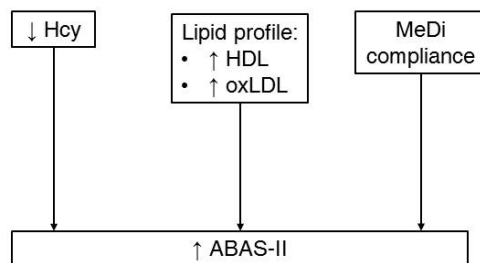 ↓ Hcy
Lipid profile:
• ↑ HDL
• ↑ oxLDL
MeDi
compliance
↑ ABAS-II